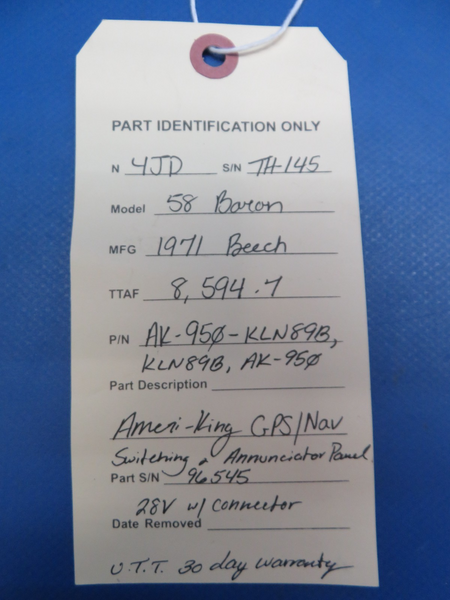 PART IDENTIFICATION ONLY
N 4JD S/N TH-145
Model 58 Baron
MFG 1971 Beech
TTAF 8,594.7
P/N AK-950-KLN89B,
KLN89B, AK-950
Part Description
Ameri-King GPS/Nav
Switching & Annunciator Panel
Part S/N 96545
28V w/ connector
Date Removed
U.T.T. 30 day warranty